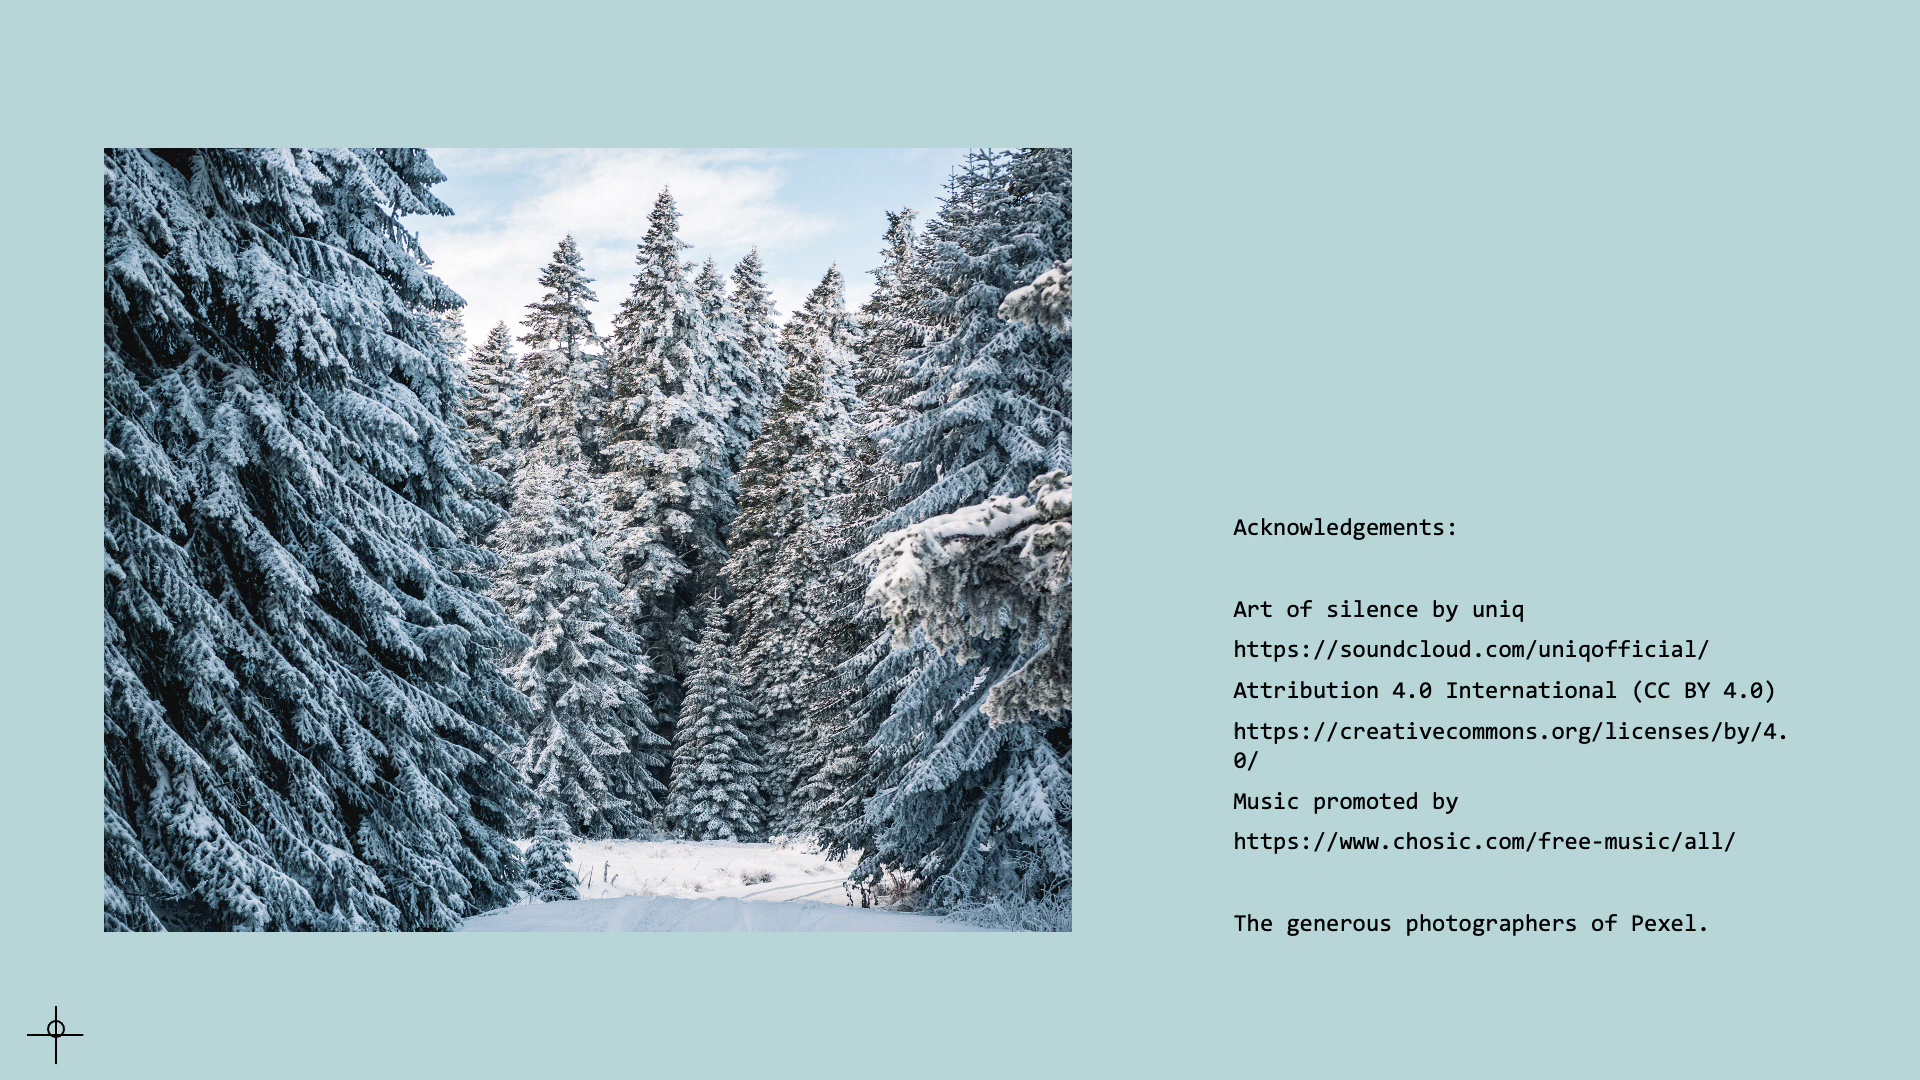 Acknowledgements:
Art of silence by uniq
https://soundcloud.com/uniqofficial/
Attribution 4.0 International (CC BY 4.0)
https://creativecommons.org/licenses/by/4.
0/
Music promoted by
https://www.chosic.com/free-music/all/
The generous photographers of Pexel.